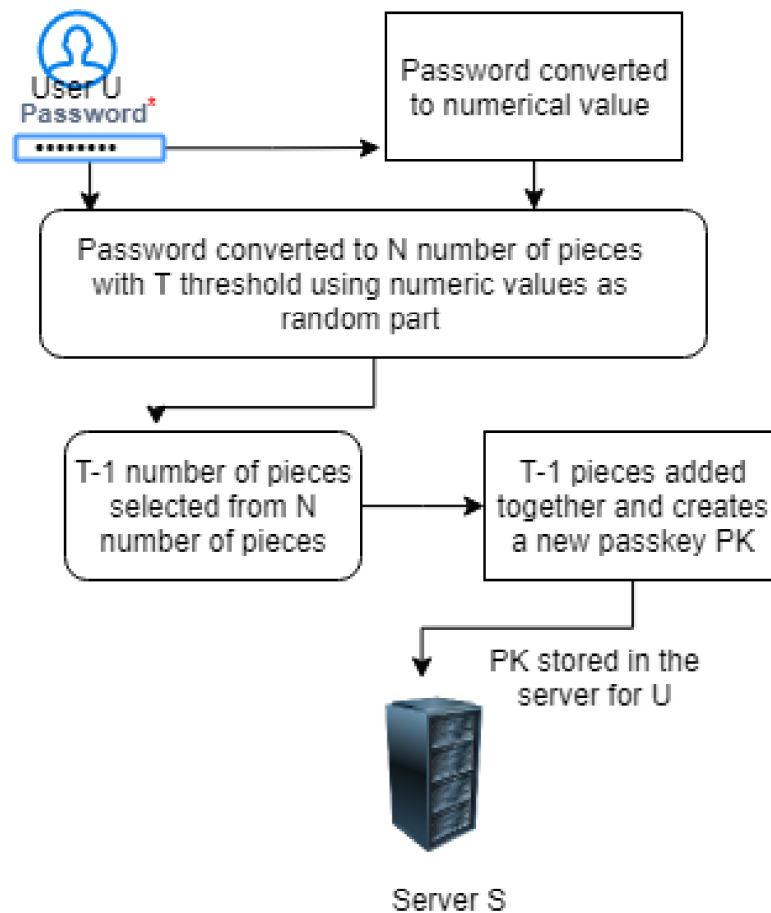 User U
Password*
Password converted
to numerical value
Password converted to N number of pieces
with T threshold using numeric values as
random part
T-1 number of pieces
selected from N
number of pieces
T-1 pieces added
together and creates
a new passkey PK
PK stored in the
server for U
Server S